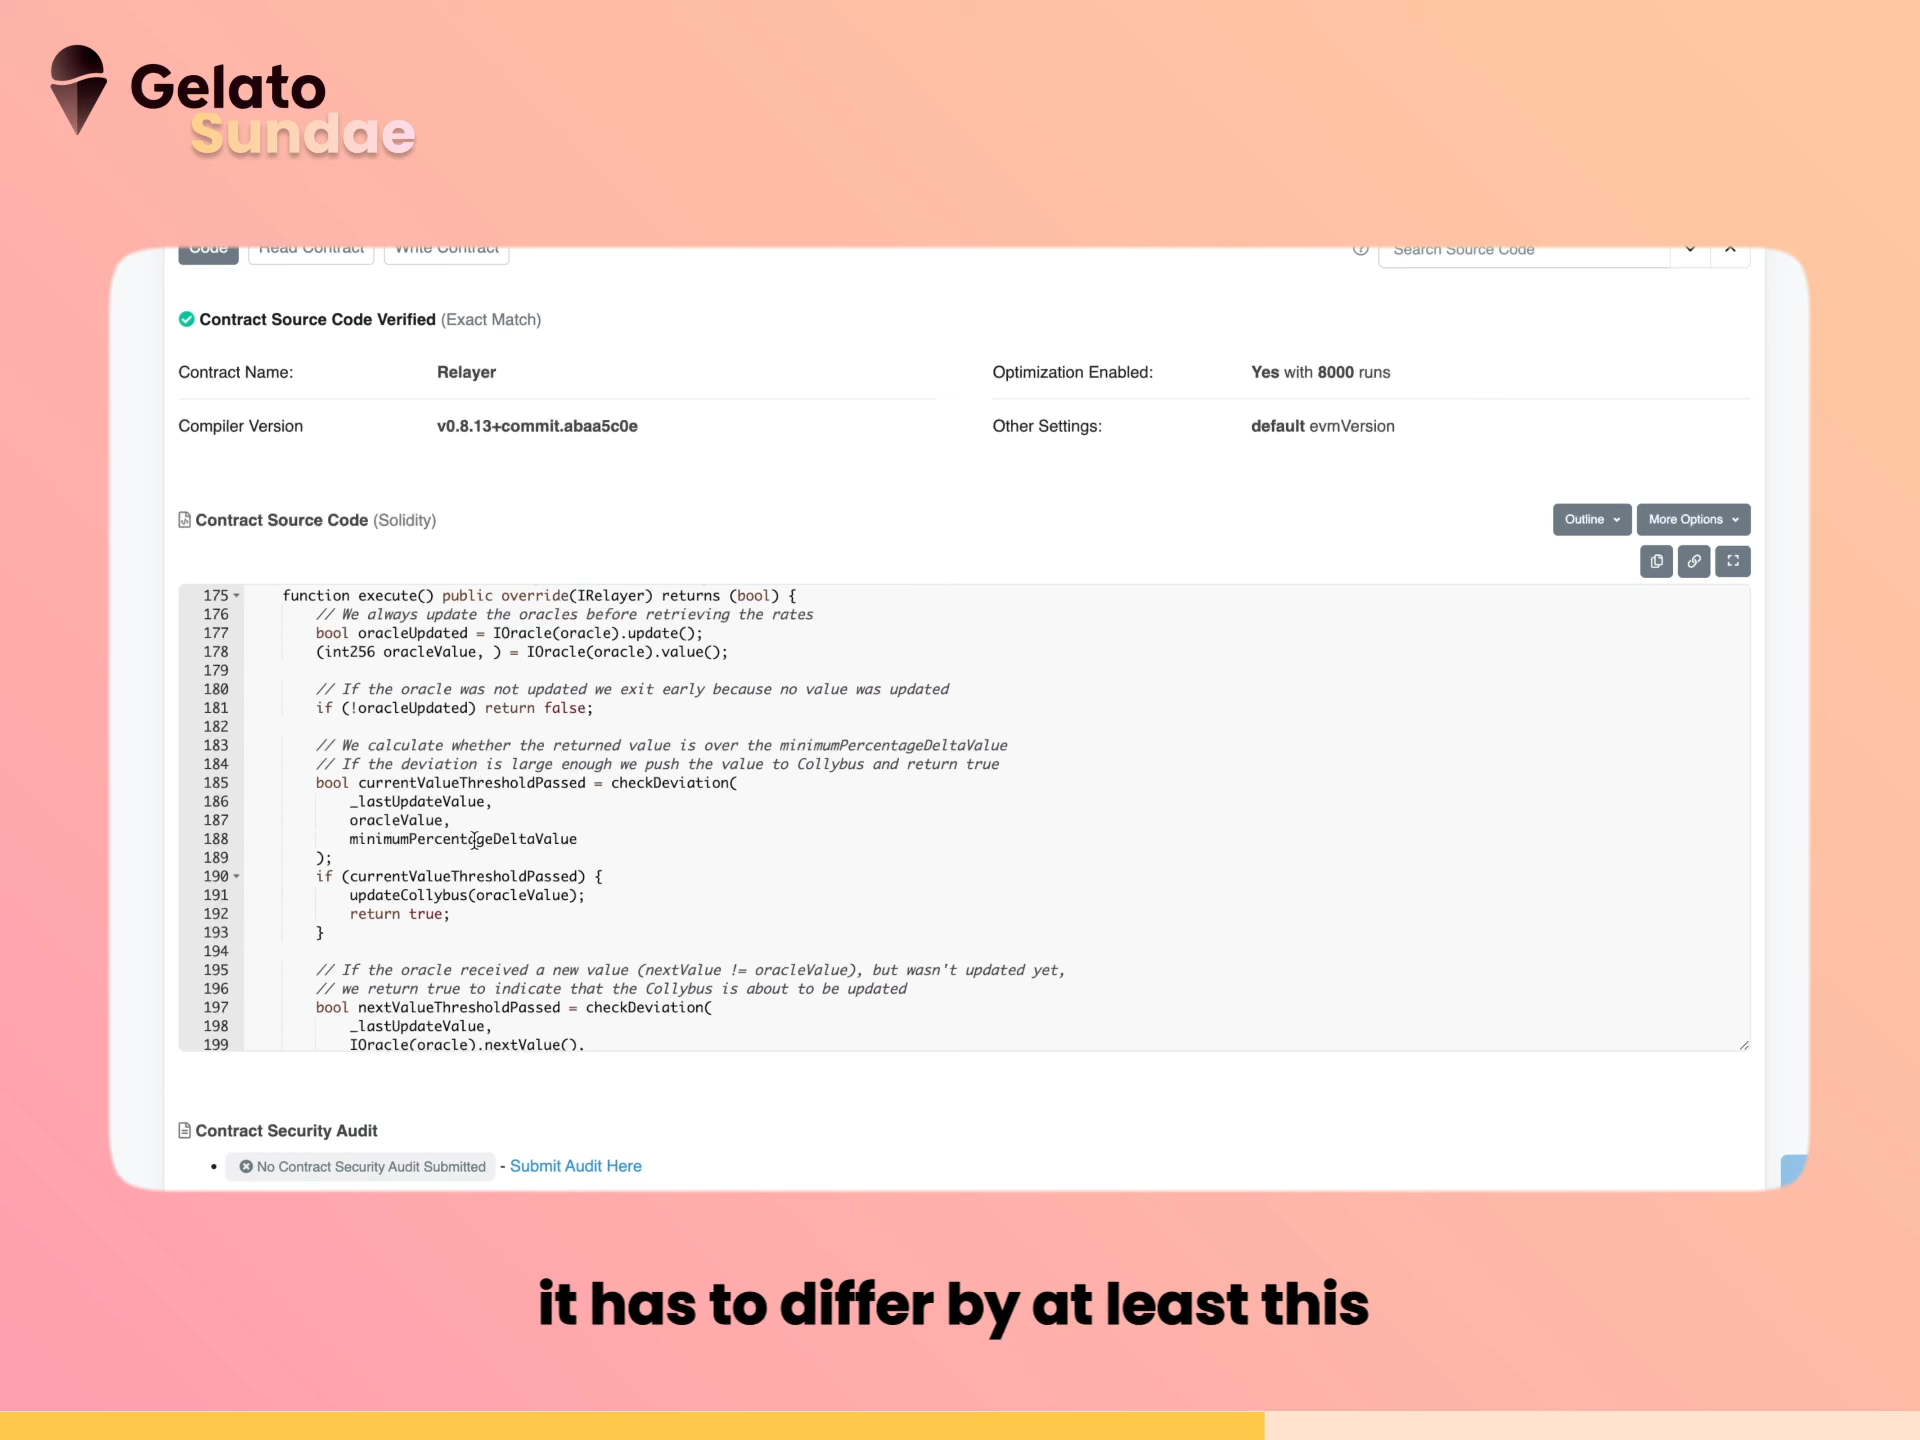 Gelato
Sundae
Code Read Contract Write Contract Search Source Code
Contract Source Code Verified (Exact Match)
Contract Name: Relayer Optimization Enabled: Yes with 8000 runs
Compiler Version v0.8.13+commit.abaa5c0e Other Settings: default evmVersion
Contract Source Code (Solidity) Outline More Options
175 function execute() public override(IRelayer) returns (bool) {
176 // We always update the oracles before retrieving the rates
177 bool oracleUpdated = IOracle(oracle).update();
178 (int256 oracleValue, ) = IOracle(oracle).value();
179
180 // If the oracle was not updated we exit early because no value was updated
181 if (!oracleUpdated) return false;
182
183 // We calculate whether the returned value is over the minimumPercentageDeltaValue
184 // If the deviation is large enough we push the value to Collybus and return true
185 bool currentValueThresholdPassed = checkDeviation(
186 _lastUpdateValue,
187 oracleValue,
188 minimumPercentageDeltaValue
189 );
190 if (currentValueThresholdPassed) {
191 updateCollybus(oracleValue);
192 return true;
193 }
194
195 // If the oracle received a new value (nextValue != oracleValue), but wasn't updated yet,
196 // we return true to indicate that the Collybus is about to be updated
197 bool nextValueThresholdPassed = checkDeviation(
198 _lastUpdateValue,
199 IOracle(oracle).nextValue(),
Contract Security Audit
No Contract Security Audit Submitted - Submit Audit Here
it has to differ by at least this